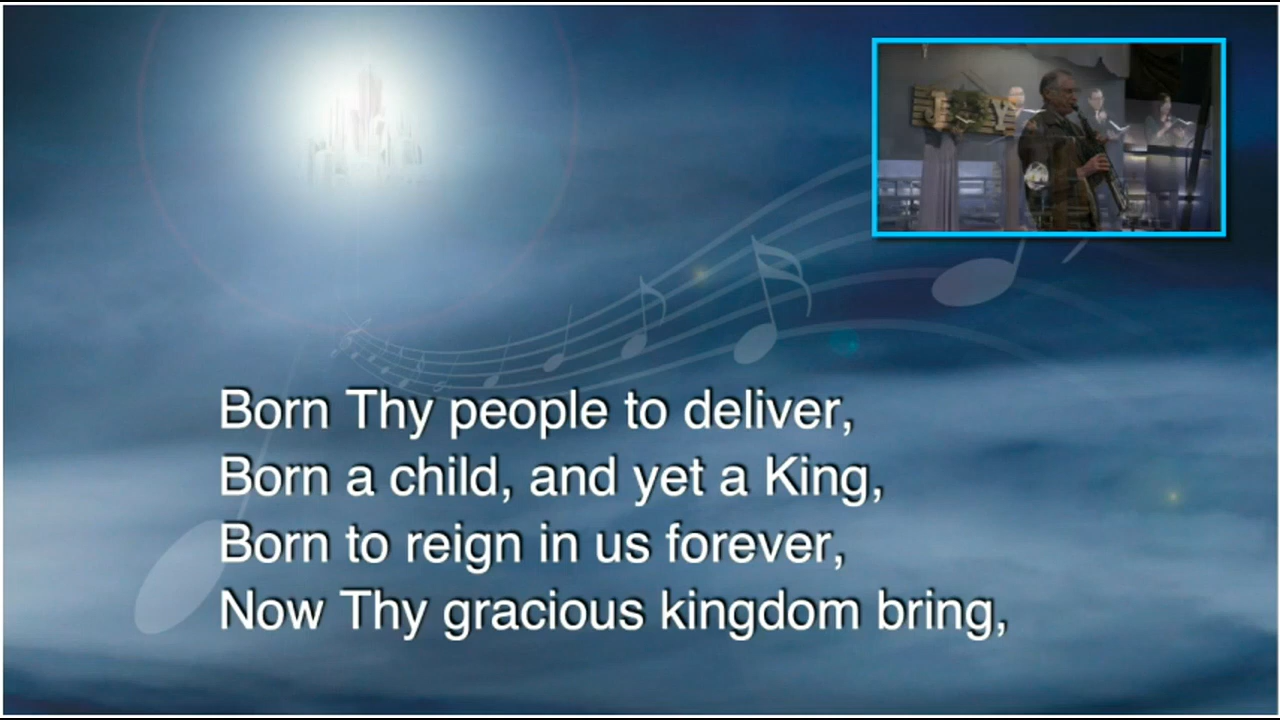 JOY
Born Thy people to deliver,
Born a child, and yet a King,
Born to reign in us forever,
Now Thy gracious kingdom bring,